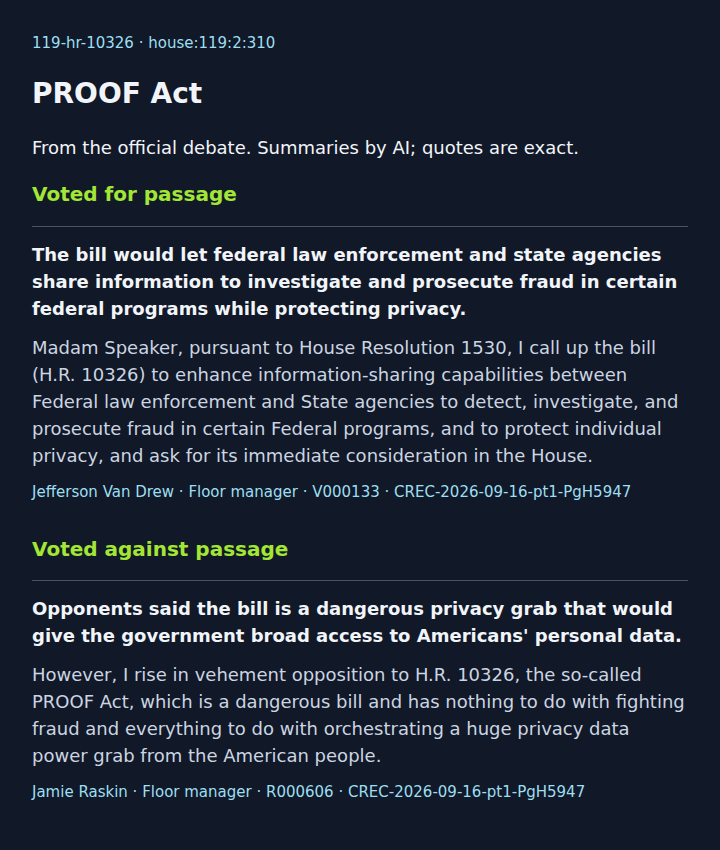 119-hr-10326 · house:119:2:310
PROOF Act
From the official debate. Summaries by AI; quotes are exact.
Voted for passage
The bill would let federal law enforcement and state agencies
share information to investigate and prosecute fraud in certain
federal programs while protecting privacy.
Madam Speaker, pursuant to House Resolution 1530, I call up the bill
(H.R. 10326) to enhance information-sharing capabilities between
Federal law enforcement and State agencies to detect, investigate, and
prosecute fraud in certain Federal programs, and to protect individual
privacy, and ask for its immediate consideration in the House.
Jefferson Van Drew · Floor manager · V000133 · CREC-2026-09-16-pt1-PgH5947
Voted against passage
Opponents said the bill is a dangerous privacy grab that would
give the government broad access to Americans' personal data.
However, I rise in vehement opposition to H.R. 10326, the so-called
PROOF Act, which is a dangerous bill and has nothing to do with fighting
fraud and everything to do with orchestrating a huge privacy data
power grab from the American people.
Jamie Raskin · Floor manager · R000606 · CREC-2026-09-16-pt1-PgH5947